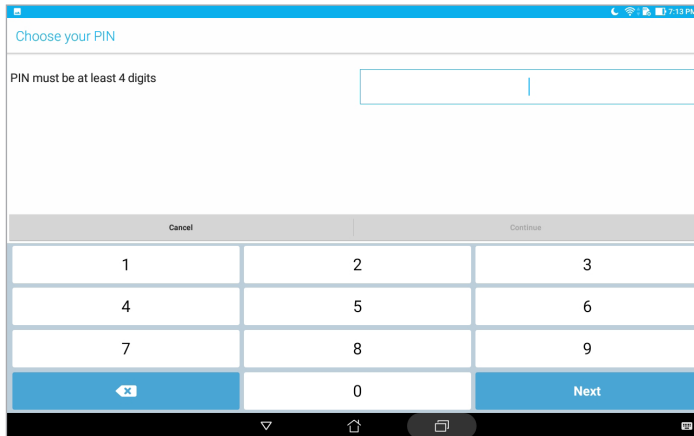 7:13 PM
Choose your PIN
PIN must be at least 4 digits
Cancel Continue
1 2 3
4 5 6
7 8 9
0 Next